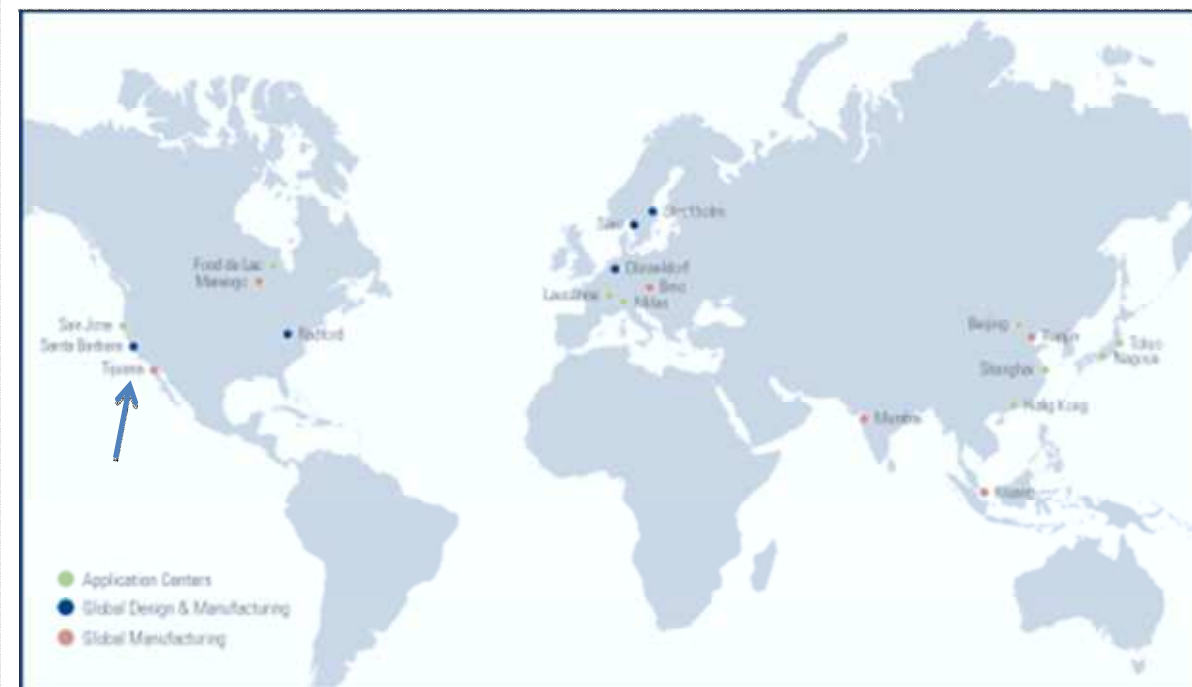 Stockholm
Säve
Fond du Lac
Marengo
Düsseldorf
Brno
Lausanne
Milan
San Jose
Santa Barbara
Radford
Tijuana
Beijing
Tianjin
Tokyo
Nagoya
Shanghai
Hong Kong
Mumbai
Application Centers
Global Design & Manufacturing
Global Manufacturing